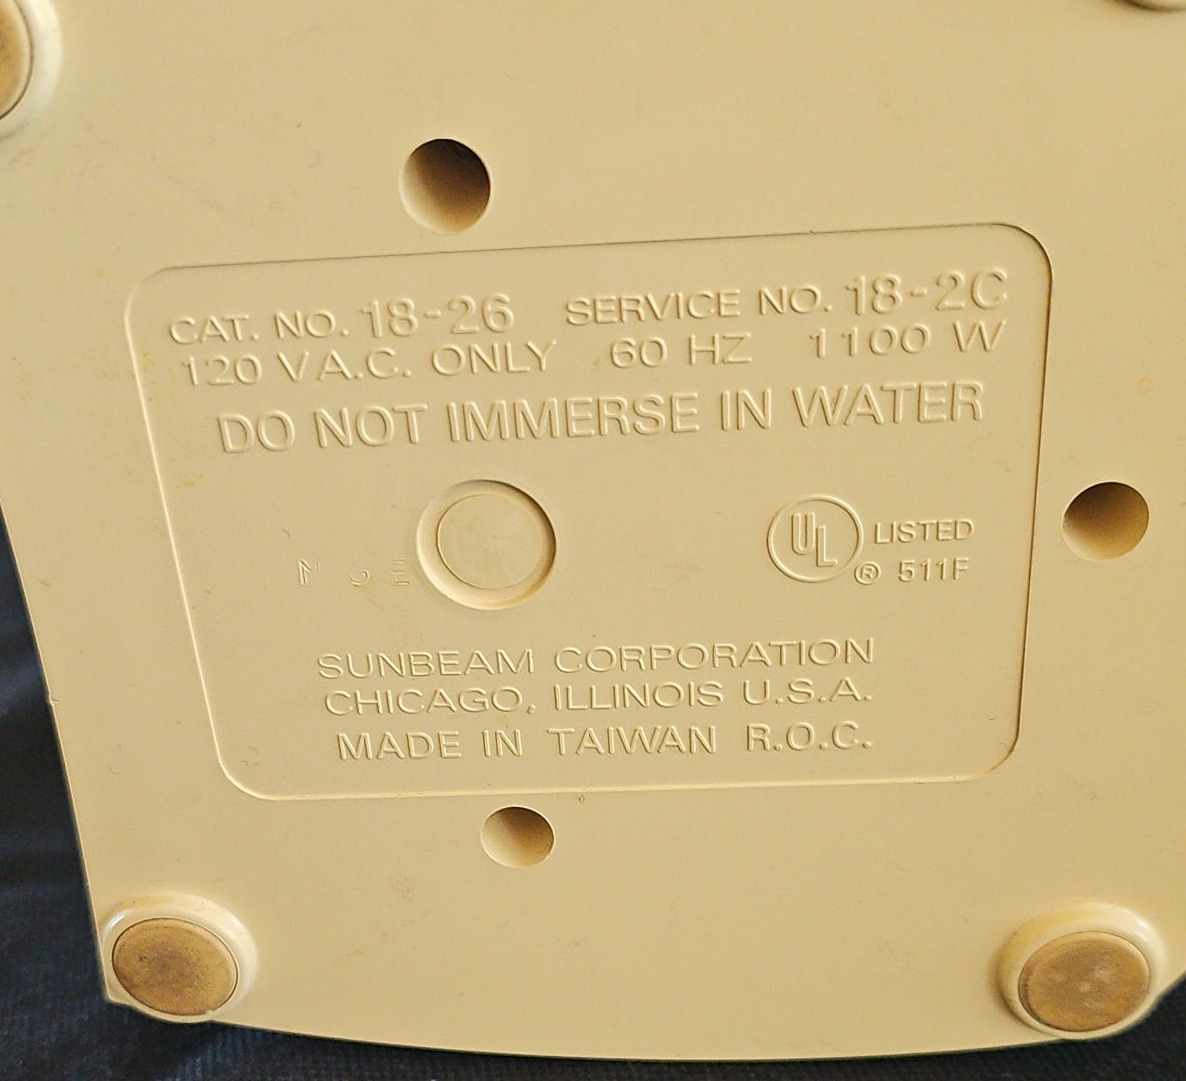 CAT. NO. 18-26 SERVICE NO. 18-2C
120 V A.C. ONLY 60 HZ 1100 W
DO NOT IMMERSE IN WATER
UL LISTED
® 511F
SUNBEAM CORPORATION
CHICAGO, ILLINOIS U.S.A.
MADE IN TAIWAN R.O.C.